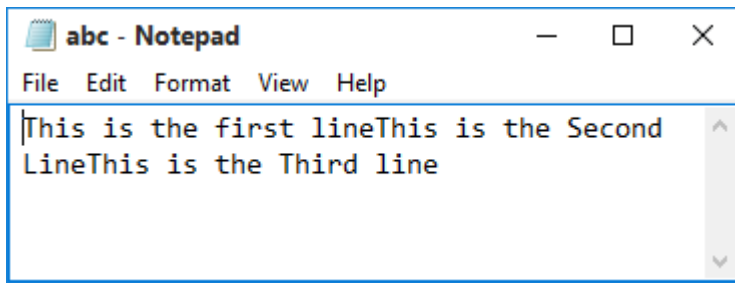 abc - Notepad
File Edit Format View Help
This is the first lineThis is the Second
LineThis is the Third line